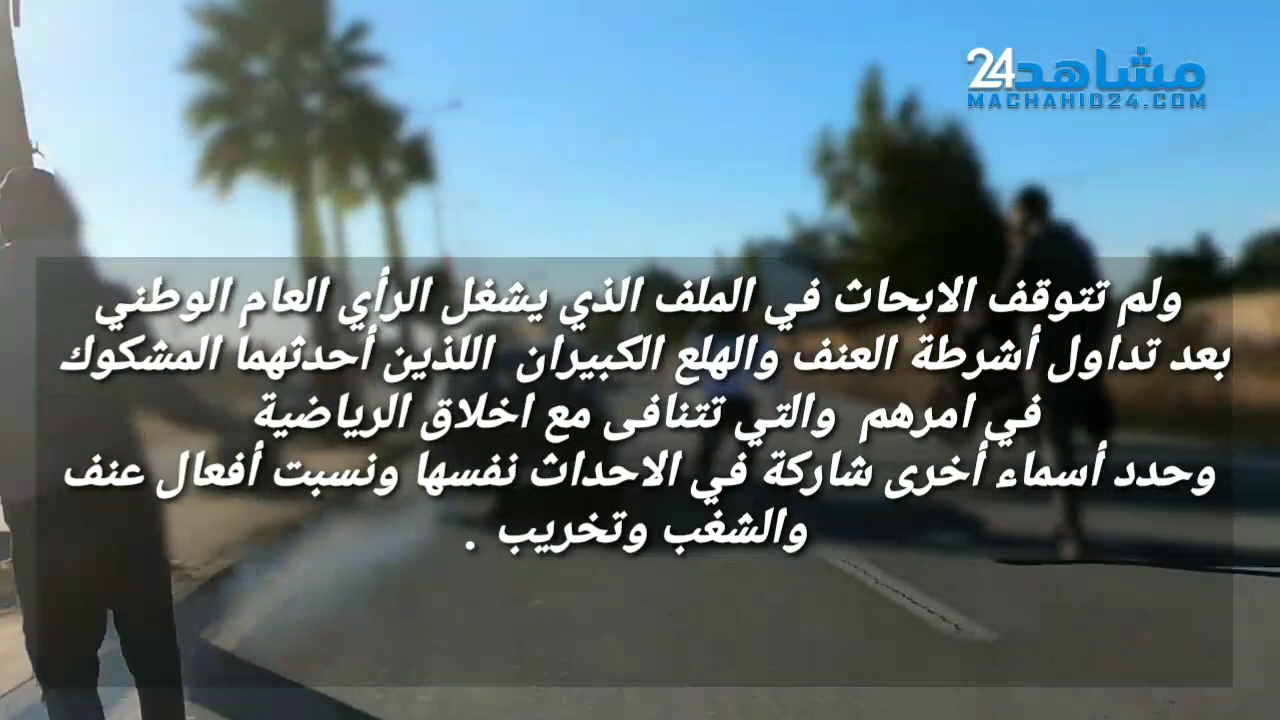 مشاهد24
MACHAHID24.COM
ولم تتوقف الابحاث في الملف الذي يشغل الرأي العام الوطني
بعد تداول أشرطة العنف والهلع الكبيران اللذين أحدثهما المشكوك
في امرهم والتي تتنافى مع اخلاق الرياضية
وحدد أسماء أخرى شاركة في الاحداث نفسها ونسبت أفعال عنف
والشغب وتخريب .